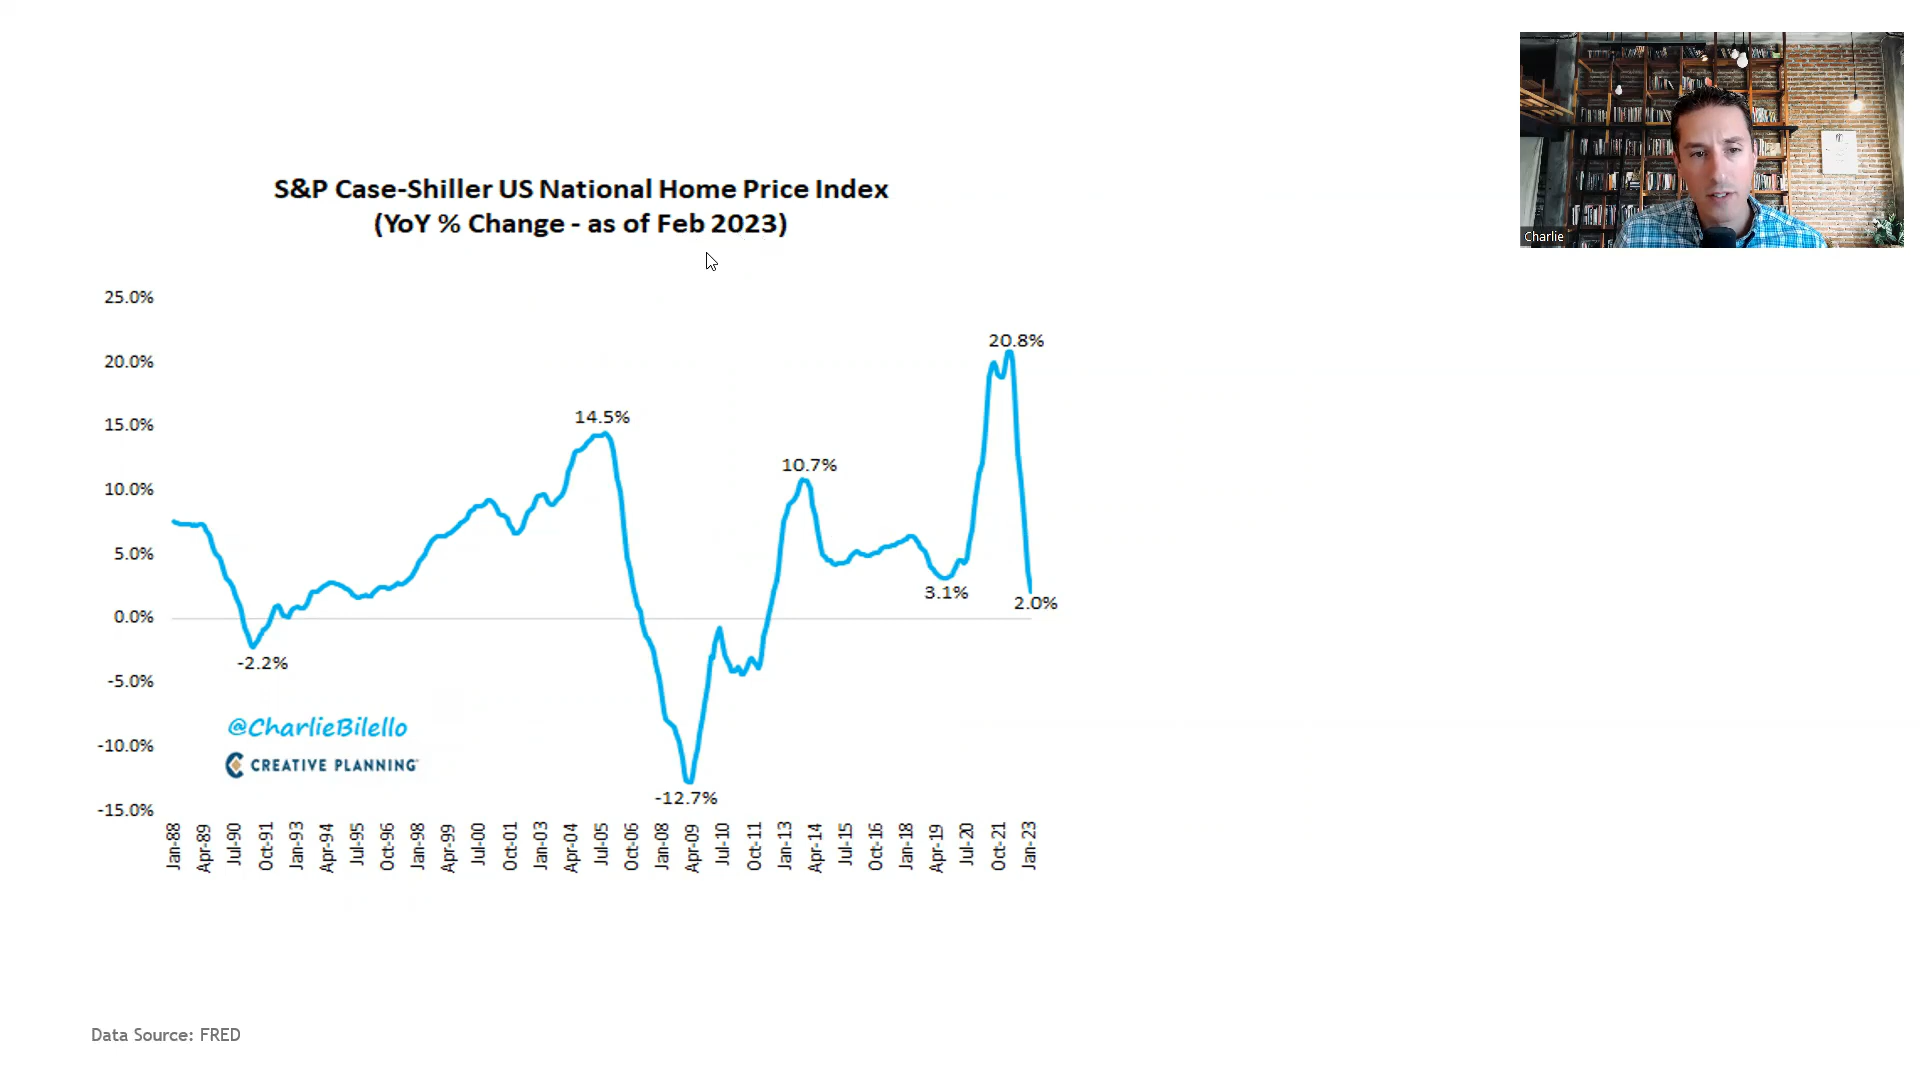 S&P Case-Shiller US National Home Price Index
(YoY % Change - as of Feb 2023)
Charlie
25.0%
20.0%
15.0%
10.0%
5.0%
0.0%
-5.0%
-10.0%
-15.0%
20.8%
14.5%
10.7%
3.1%
2.0%
-2.2%
-12.7%
@CharlieBilello
CREATIVE PLANNING
Jan-88
Apr-89
Jul-90
Oct-91
Jan-93
Apr-94
Jul-95
Oct-96
Jan-98
Apr-99
Jul-00
Oct-01
Jan-03
Apr-04
Jul-05
Oct-06
Jan-08
Apr-09
Jul-10
Oct-11
Jan-13
Apr-14
Jul-15
Oct-16
Jan-18
Apr-19
Jul-20
Oct-21
Jan-23
Data Source: FRED